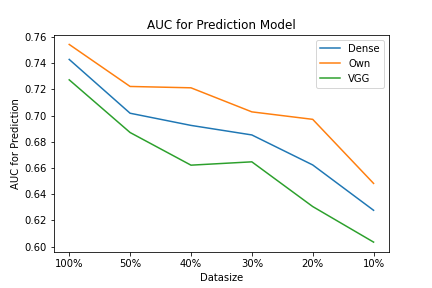 AUC for Prediction Model
Dense
Own
VGG
AUC for Prediction
0.76
0.74
0.72
0.70
0.68
0.66
0.64
0.62
0.60
100% 50% 40% 30% 20% 10%
Datasize